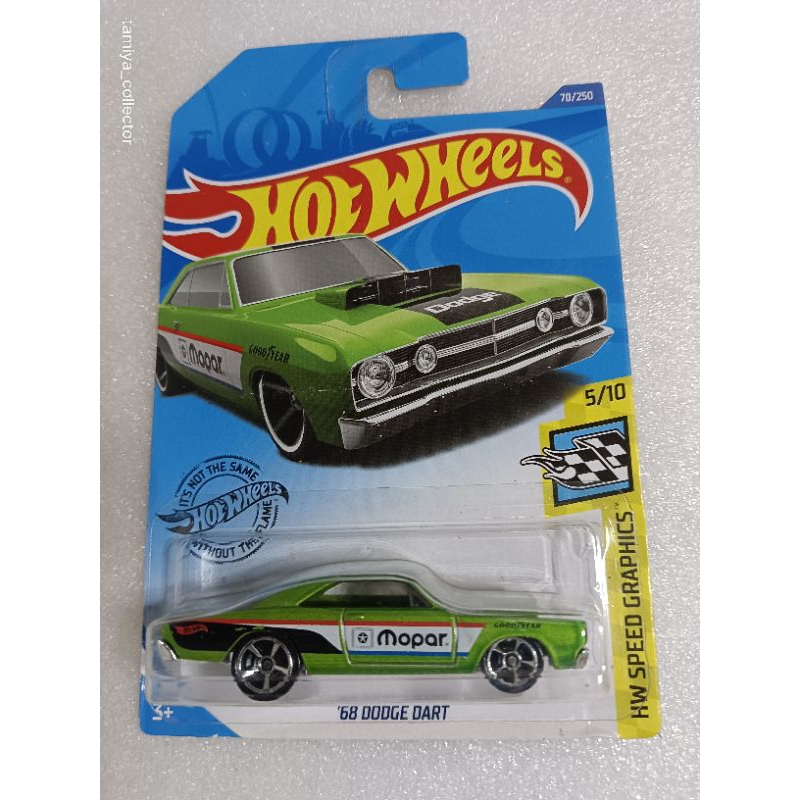 tamiya_collector
70/250
HOT WHEELS
Dodge
GOODYEAR
Mopar
5/10
IT'S NOT THE SAME
HOT WHEELS
WITHOUT THE FLAME
HW SPEED GRAPHICS™
GOODYEAR
Mopar
'68 DODGE DART
3+